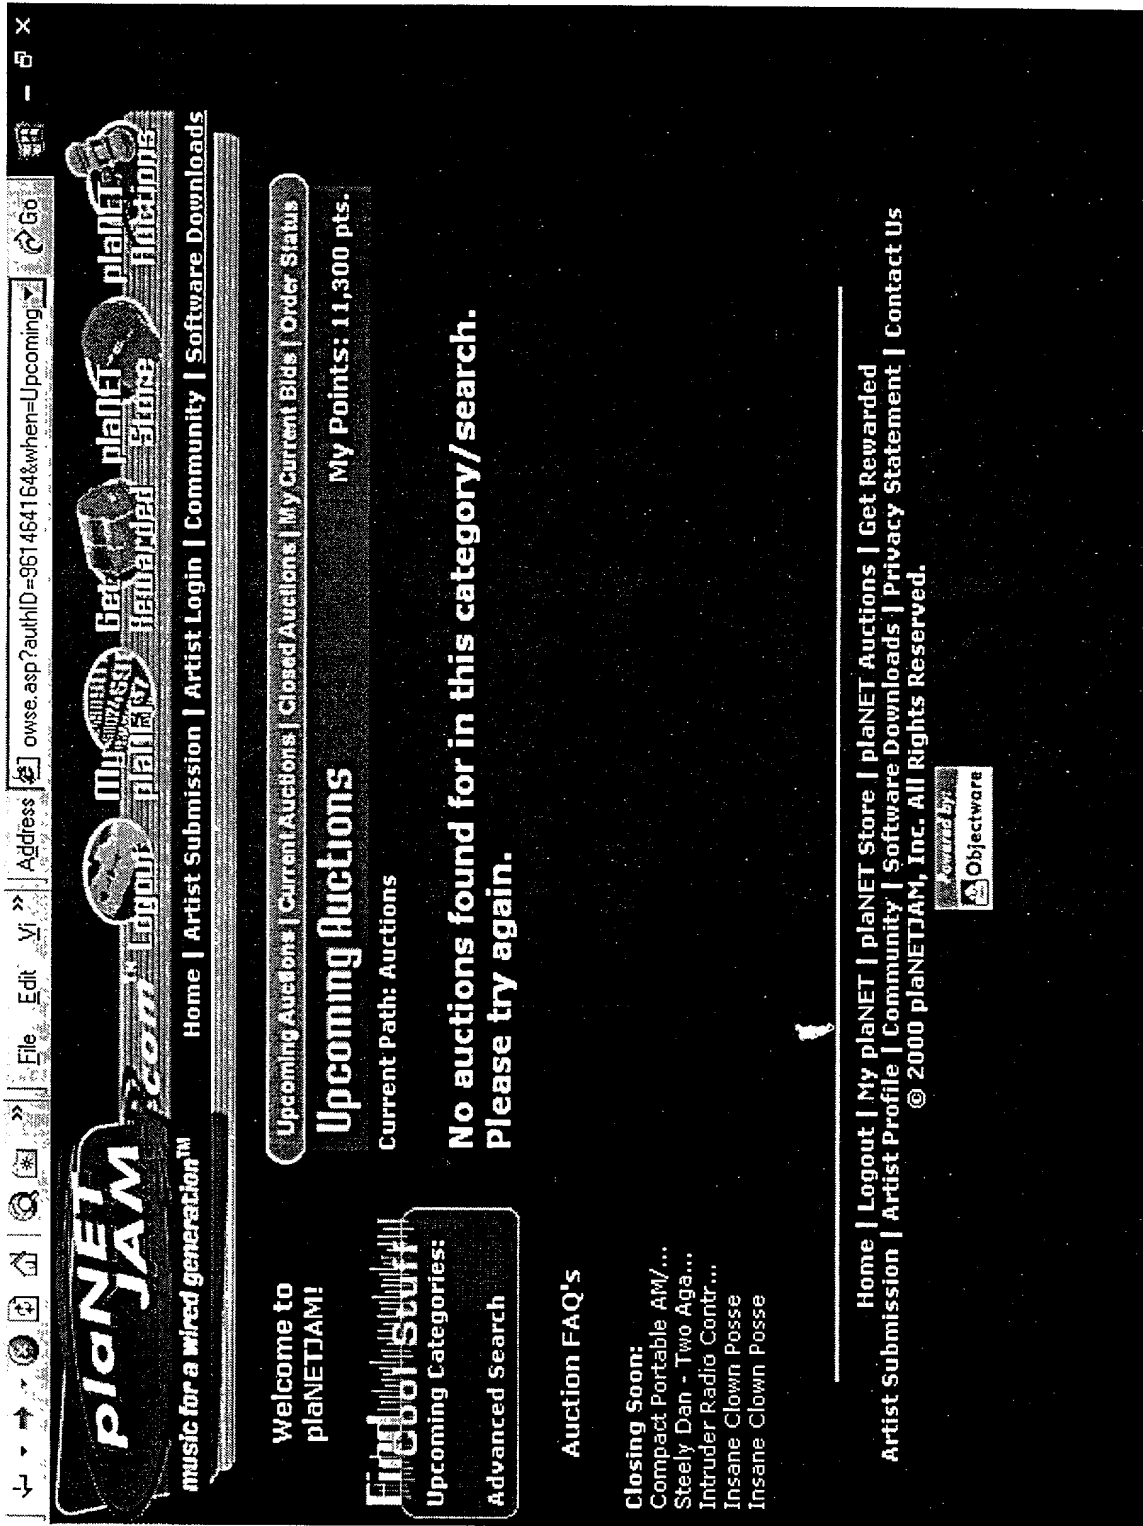 File Edit Vi » Address owse.asp?authID=961464164&when=Upcoming Go
plaNET
JAM
.com™
Logout
My
plaNET
Get
Rewarded
plaNET
Store
plaNET
Auctions
music for a wired generation™
Home | Artist Submission | Artist Login | Community | Software Downloads
Welcome to
plaNETJAM!
Upcoming Auctions | Current Auctions | Closed Auctions | My Current Bids | Order Status
Upcoming Auctions
My Points: 11,300 pts.
Current Path: Auctions
Find
Cool Stuff
Upcoming Categories:
Advanced Search
No auctions found for in this category/search.
Please try again.
Auction FAQ's
Closing Soon:
Compact Portable AM/...
Steely Dan - Two Aga...
Intruder Radio Contr...
Insane Clown Posse
Insane Clown Posse
Home | Logout | My plaNET | plaNET Store | plaNET Auctions | Get Rewarded
Artist Submission | Artist Profile | Community | Software Downloads | Privacy Statement | Contact Us
© 2000 plaNETJAM, Inc. All Rights Reserved.
Powered by:
Objectware